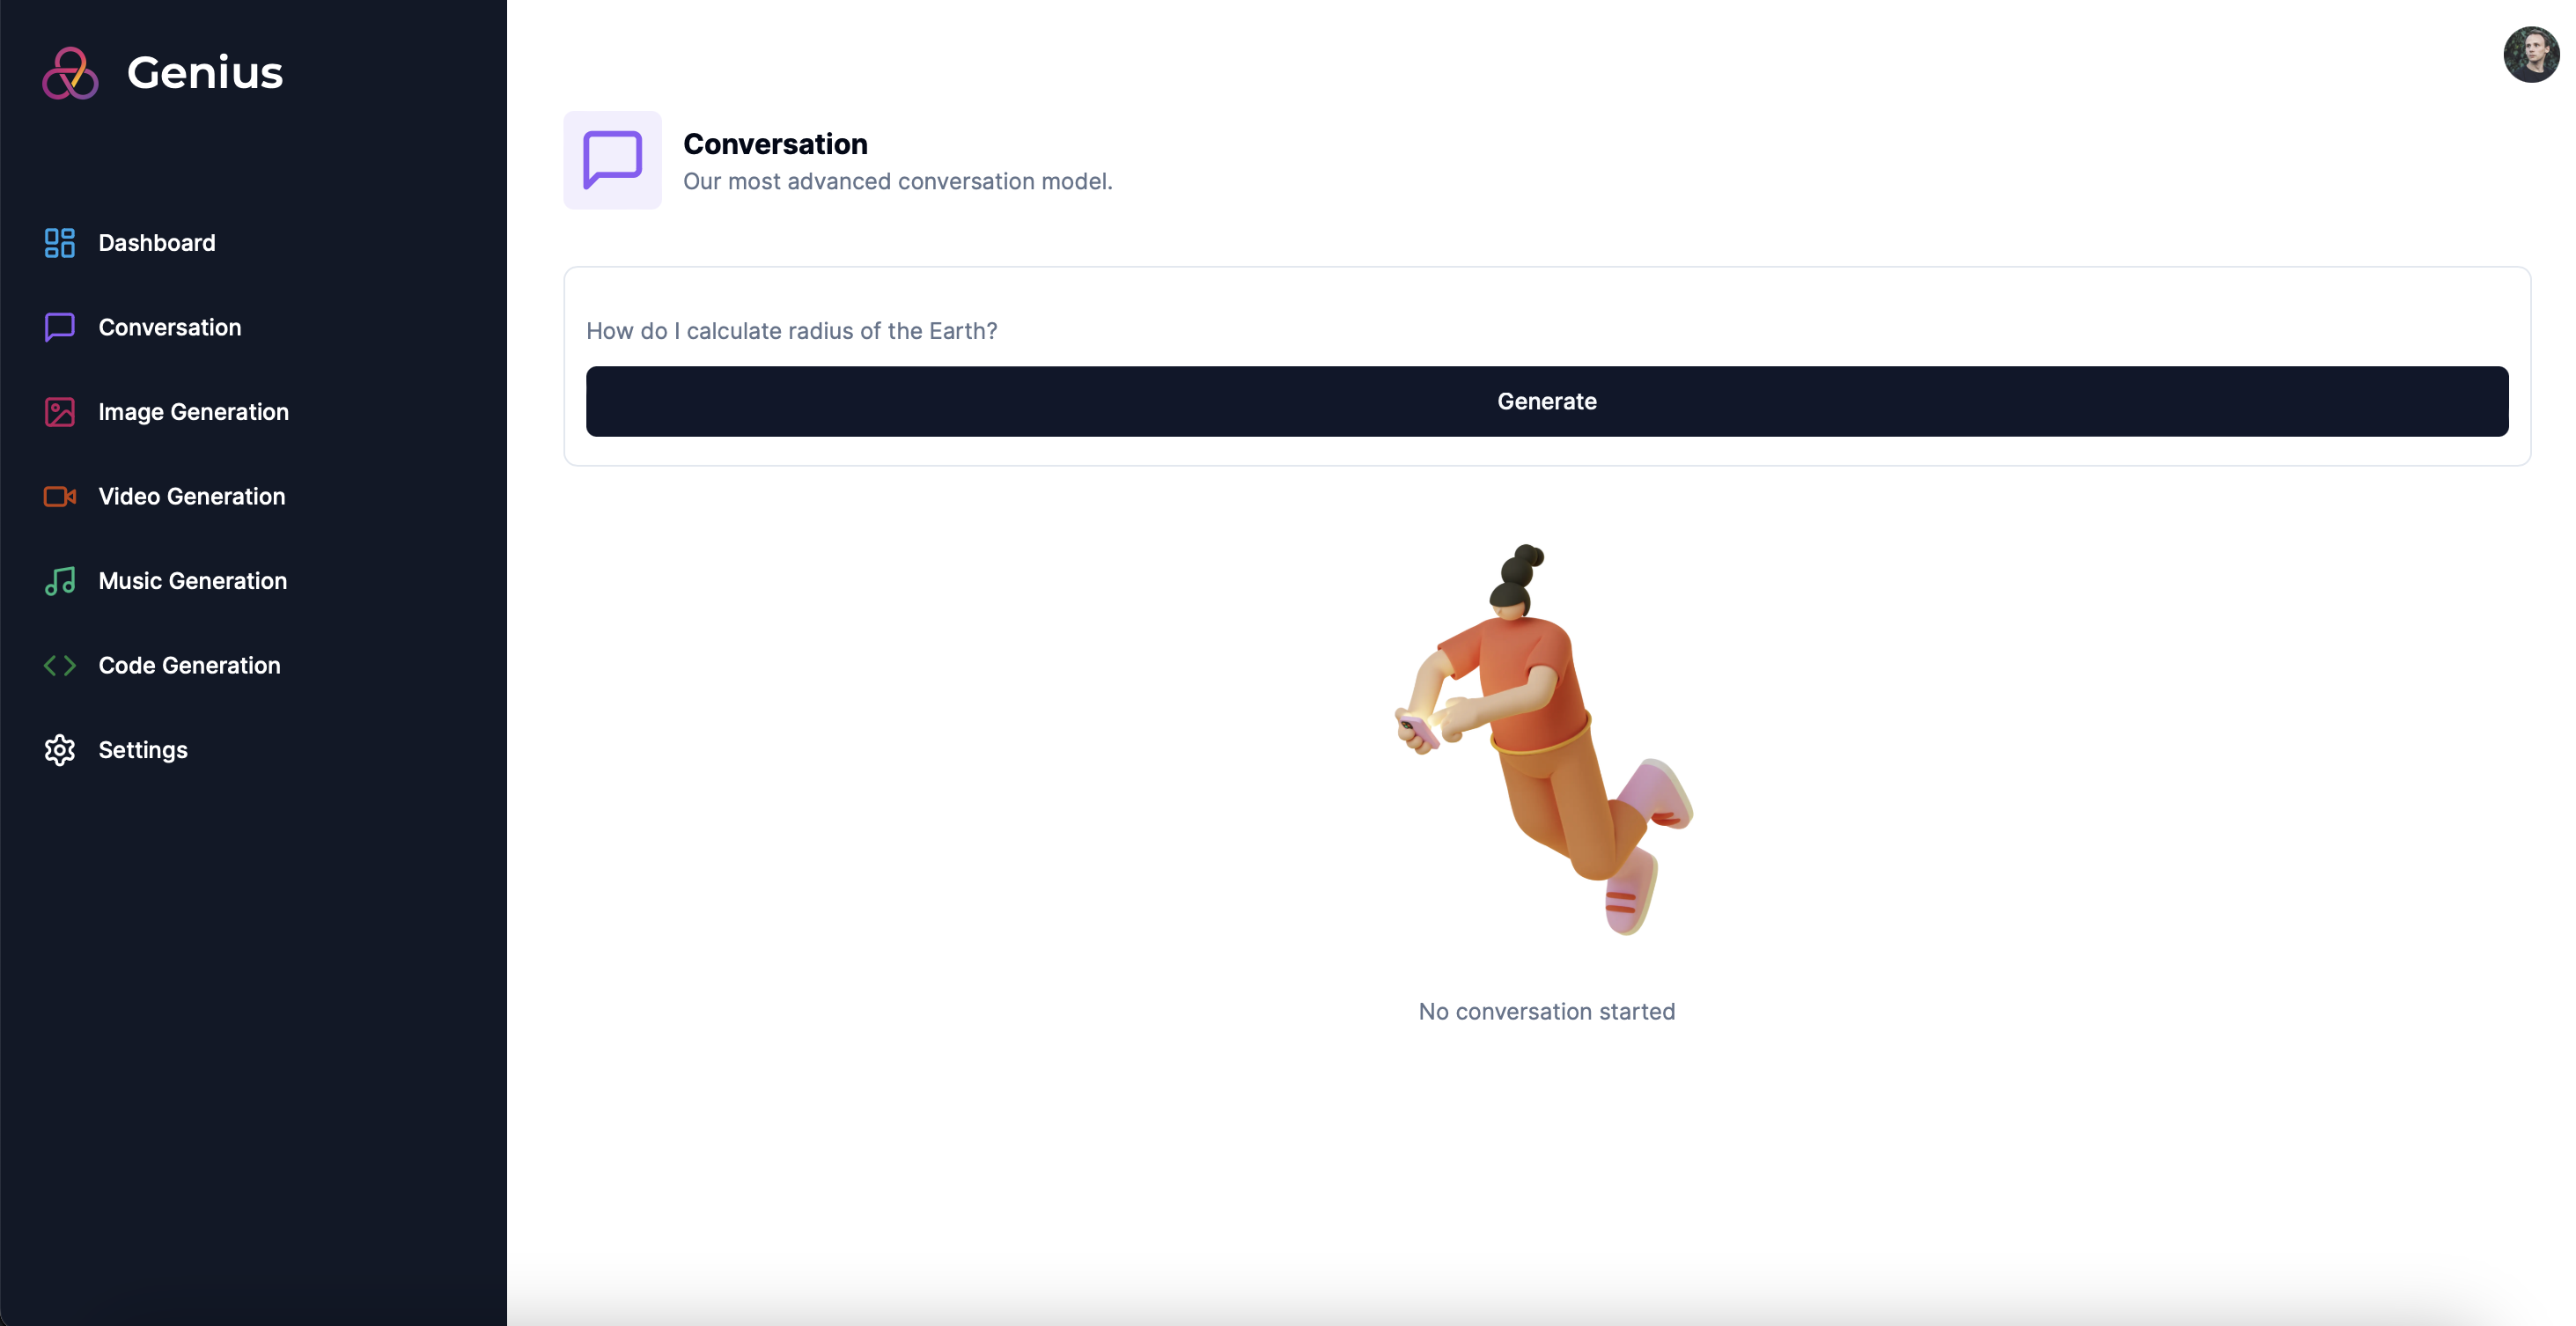 Genius
Dashboard
Conversation
Image Generation
Video Generation
Music Generation
Code Generation
Settings
Conversation
Our most advanced conversation model.
How do I calculate radius of the Earth?
Generate
No conversation started